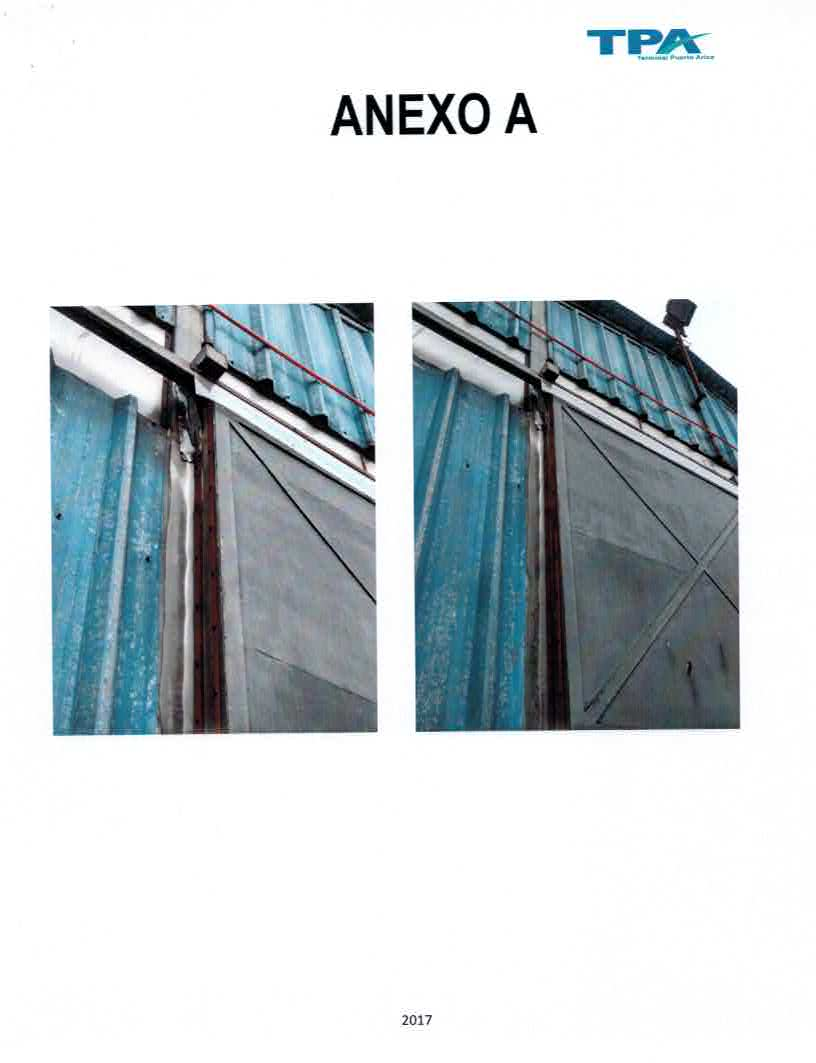 TPA
Terminal Puerto Arica
ANEXO A
2017